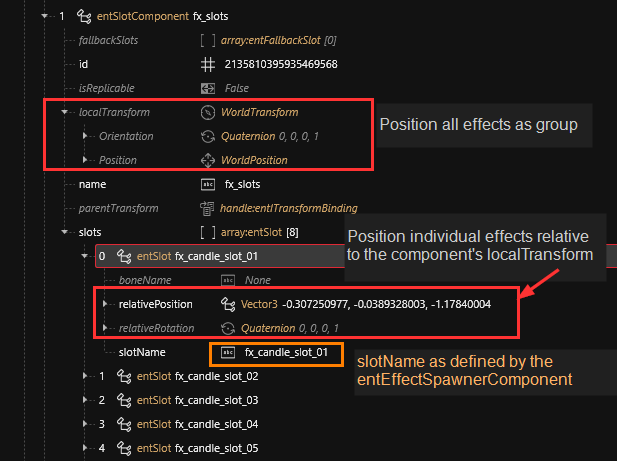 1 entSlotComponent fx_slots
fallbackSlots [ ] array:entFallbackSlot [0]
id 2135810395935469568
isReplicable False
localTransform WorldTransform
Position all effects as group
Orientation Quaternion 0, 0, 0, 1
Position WorldPosition
name abc fx_slots
parentTransform handle:entITransformBinding
slots [ ] array:entSlot [8]
Position individual effects relative
to the component's localTransform
0 entSlot fx_candle_slot_01
boneName abc None
relativePosition Vector3 -0.307250977, -0.0389328003, -1.17840004
relativeRotation Quaternion 0, 0, 0, 1
slotName abc fx_candle_slot_01
slotName as defined by the
entEffectSpawnerComponent
1 entSlot fx_candle_slot_02
2 entSlot fx_candle_slot_03
3 entSlot fx_candle_slot_04
4 entSlot fx_candle_slot_05